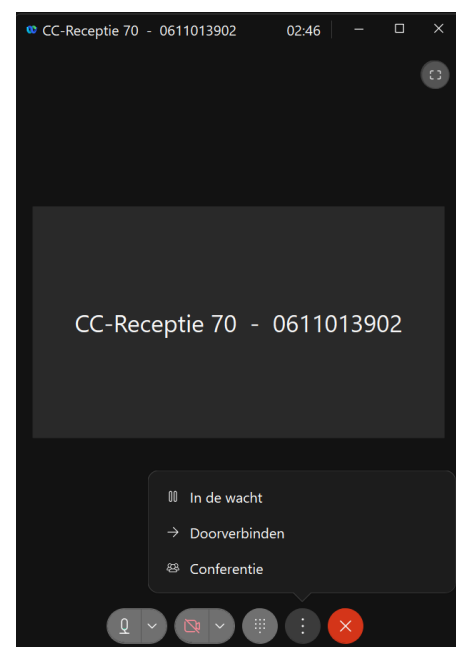 CC-Receptie 70 - 0611013902 02:46
CC-Receptie 70 - 0611013902
In de wacht
Doorverbinden
Conferentie